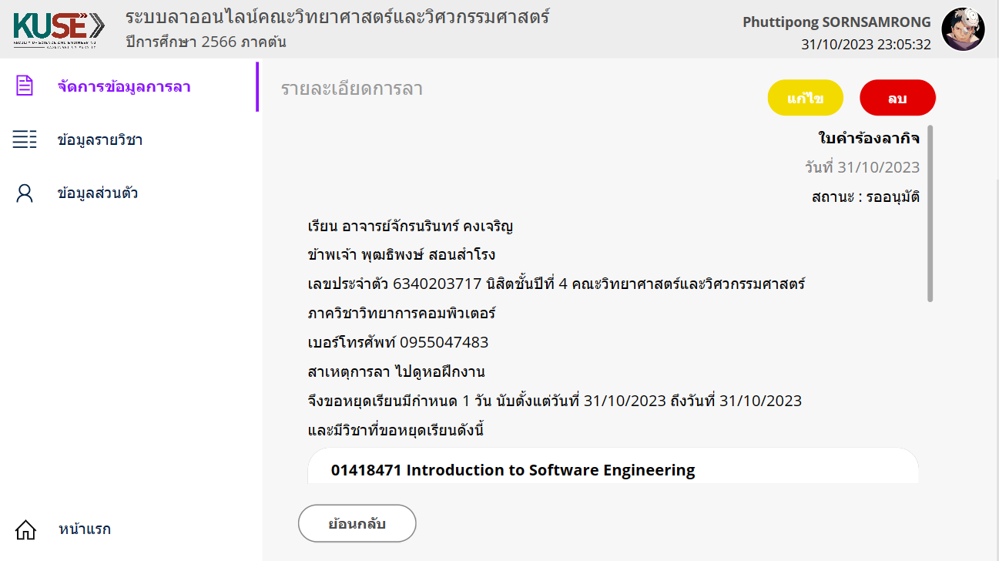 KUSE
FACULTY OF SCIENCE AND ENGINEERING
ระบบลาออนไลน์คณะวิทยาศาสตร์และวิศวกรรมศาสตร์
ปีการศึกษา 2566 ภาคต้น
Phuttipong SORNSAMRONG
31/10/2023 23:05:32
จัดการข้อมูลการลา
ข้อมูลรายวิชา
ข้อมูลส่วนตัว
หน้าแรก
รายละเอียดการลา
แก้ไข
ลบ
ใบคำร้องลากิจ
วันที่ 31/10/2023
สถานะ : รออนุมัติ
เรียน อาจารย์จักรนรินทร์ คงเจริญ
ข้าพเจ้า พุฒธิพงษ์ สอนสำโรง
เลขประจำตัว 6340203717 นิสิตชั้นปีที่ 4 คณะวิทยาศาสตร์และวิศวกรรมศาสตร์
ภาควิชาวิทยาการคอมพิวเตอร์
เบอร์โทรศัพท์ 0955047483
สาเหตุการลา ไปดูหอฝึกงาน
จึงขอหยุดเรียนมีกำหนด 1 วัน นับตั้งแต่วันที่ 31/10/2023 ถึงวันที่ 31/10/2023
และมีวิชาที่ขอหยุดเรียนดังนี้
01418471 Introduction to Software Engineering
ย้อนกลับ